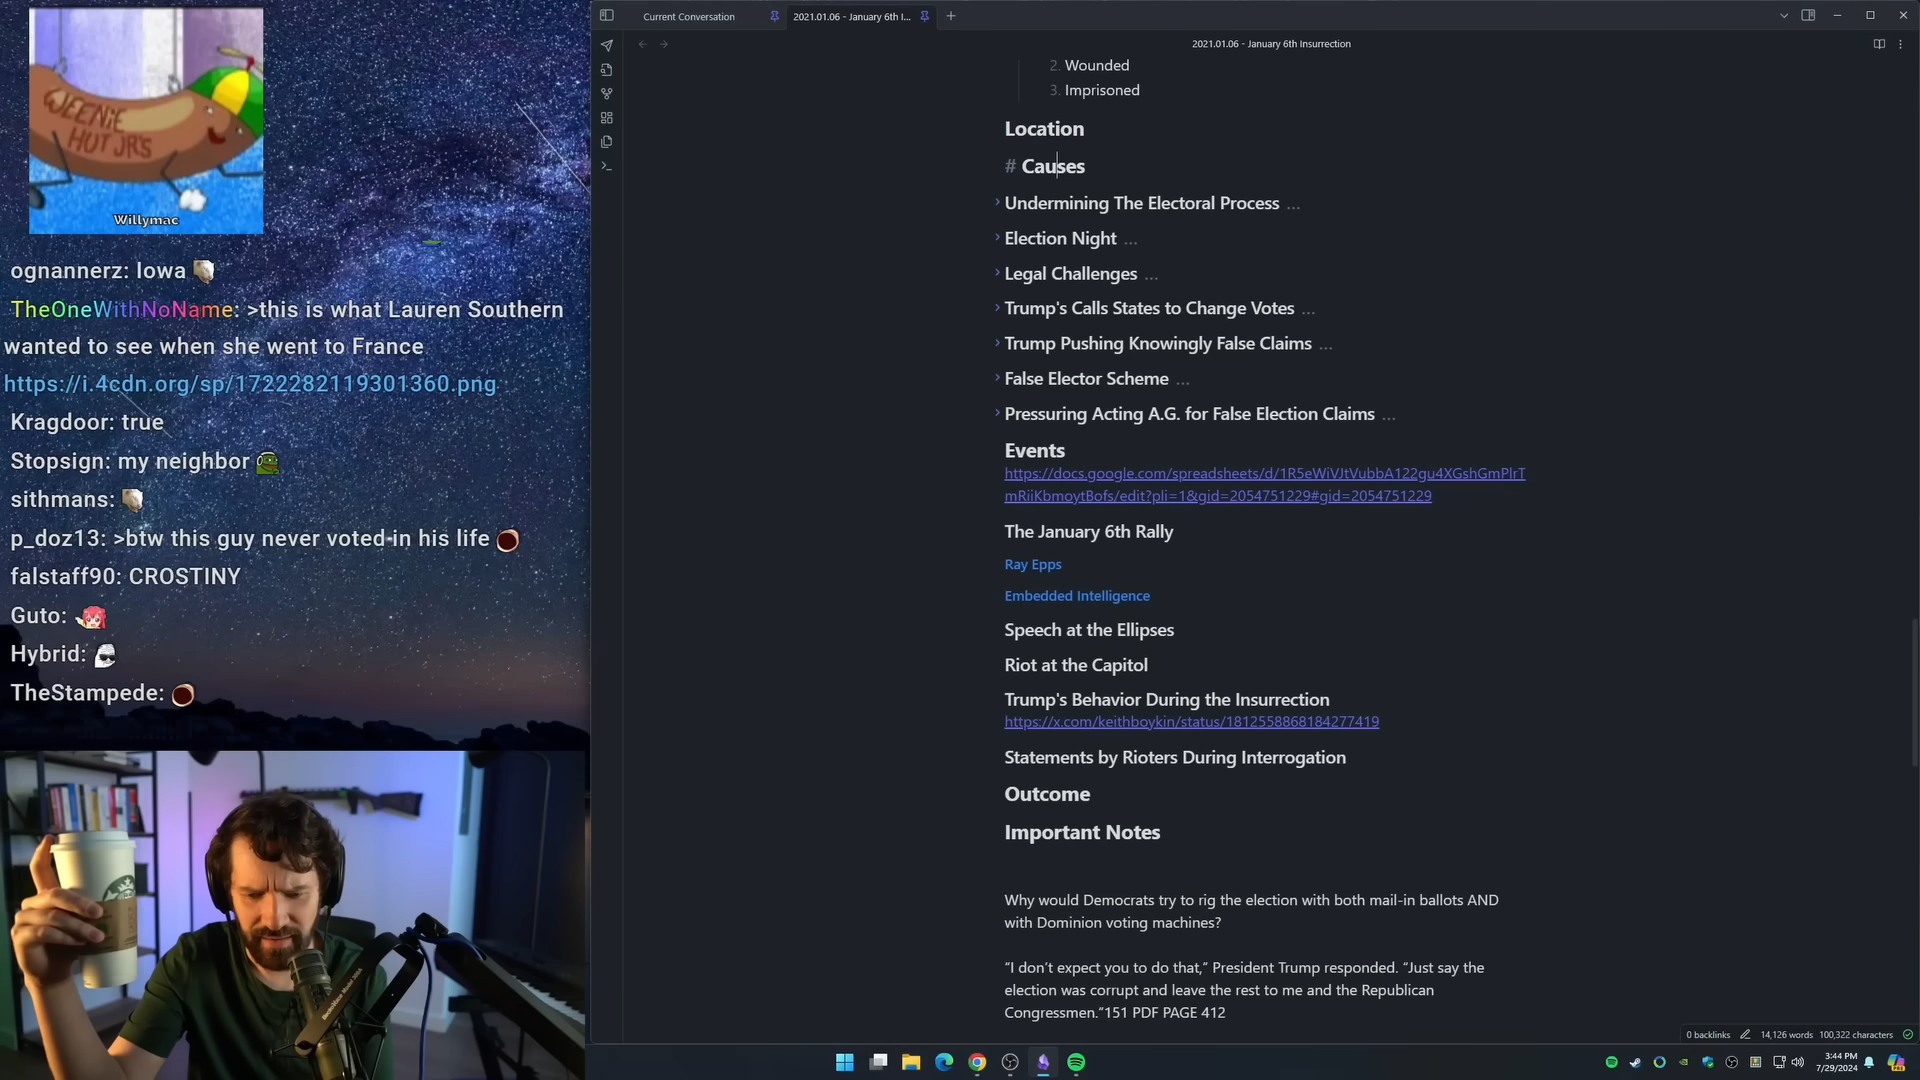 WEENIE
HUT JR'S
Willymac
ognannerz: Iowa
TheOneWithNoName: >this is what Lauren Southern
wanted to see when she went to France
https://i.4cdn.org/sp/1722282119301360.png
Kragdoor: true
Stopsign: my neighbor
sithmans:
p_doz13: >btw this guy never voted in his life
falstaff90: CROSTINY
Guto:
Hybrid:
TheStampede:
Current Conversation
2021.01.06 - January 6th I...
2021.01.06 - January 6th Insurrection
2. Wounded
3. Imprisoned
Location
# Causes
Undermining The Electoral Process ...
Election Night ...
Legal Challenges ...
Trump's Calls States to Change Votes ...
Trump Pushing Knowingly False Claims ...
False Elector Scheme ...
Pressuring Acting A.G. for False Election Claims ...
Events
https://docs.google.com/spreadsheets/d/1R5eWiVJtVubbA122gu4XGshGmPlrT
mRiiKbmoytBofs/edit?pli=1&gid=2054751229#gid=2054751229
The January 6th Rally
Ray Epps
Embedded Intelligence
Speech at the Ellipses
Riot at the Capitol
Trump's Behavior During the Insurrection
https://x.com/keithboykin/status/1812558868184277419
Statements by Rioters During Interrogation
Outcome
Important Notes
Why would Democrats try to rig the election with both mail-in ballots AND
with Dominion voting machines?
“I don’t expect you to do that,” President Trump responded. “Just say the
election was corrupt and leave the rest to me and the Republican
Congressmen.”151 PDF PAGE 412
0 backlinks
14,126 words
100,322 characters
3:44 PM
7/29/2024